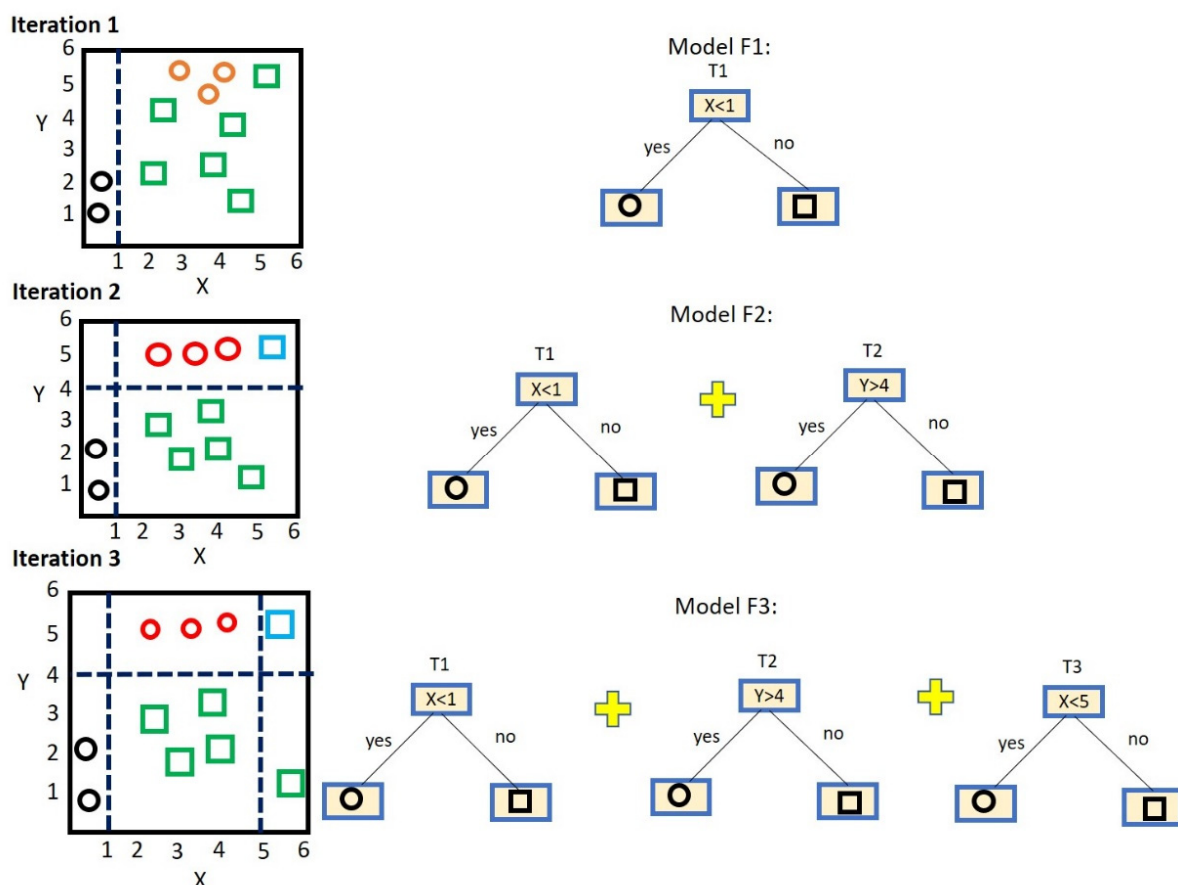 Iteration 1
6
5
Y 4
3
2
1
1 2 3 4 5 6
X
Model F1:
T1
X<1
yes no
Iteration 2
6
5
Y 4
3
2
1
1 2 3 4 5 6
X
Model F2:
T1 T2
X<1 Y>4
yes no yes no
Iteration 3
6
5
Y 4
3
2
1
1 2 3 4 5 6
X
Model F3:
T1 T2 T3
X<1 Y>4 X<5
yes no yes no yes no